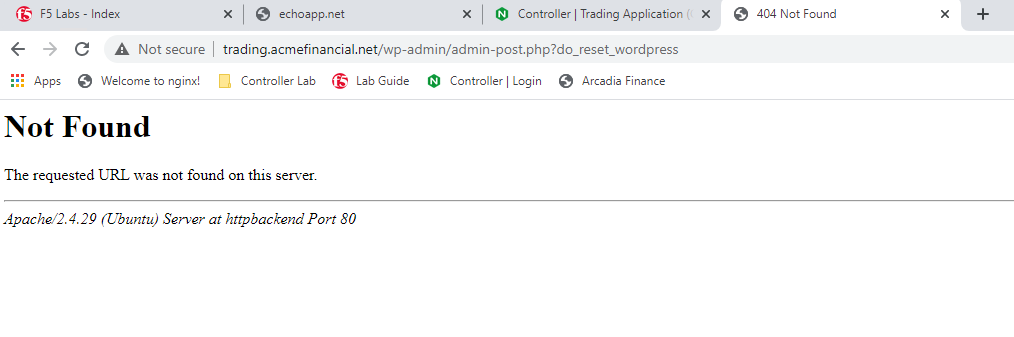 F5 Labs - Index
echoapp.net
Controller | Trading Application (
404 Not Found
Not secure | trading.acmefinancial.net/wp-admin/admin-post.php?do_reset_wordpress
Apps Welcome to nginx! Controller Lab Lab Guide Controller | Login Arcadia Finance
Not Found
The requested URL was not found on this server.
Apache/2.4.29 (Ubuntu) Server at httpbackend Port 80